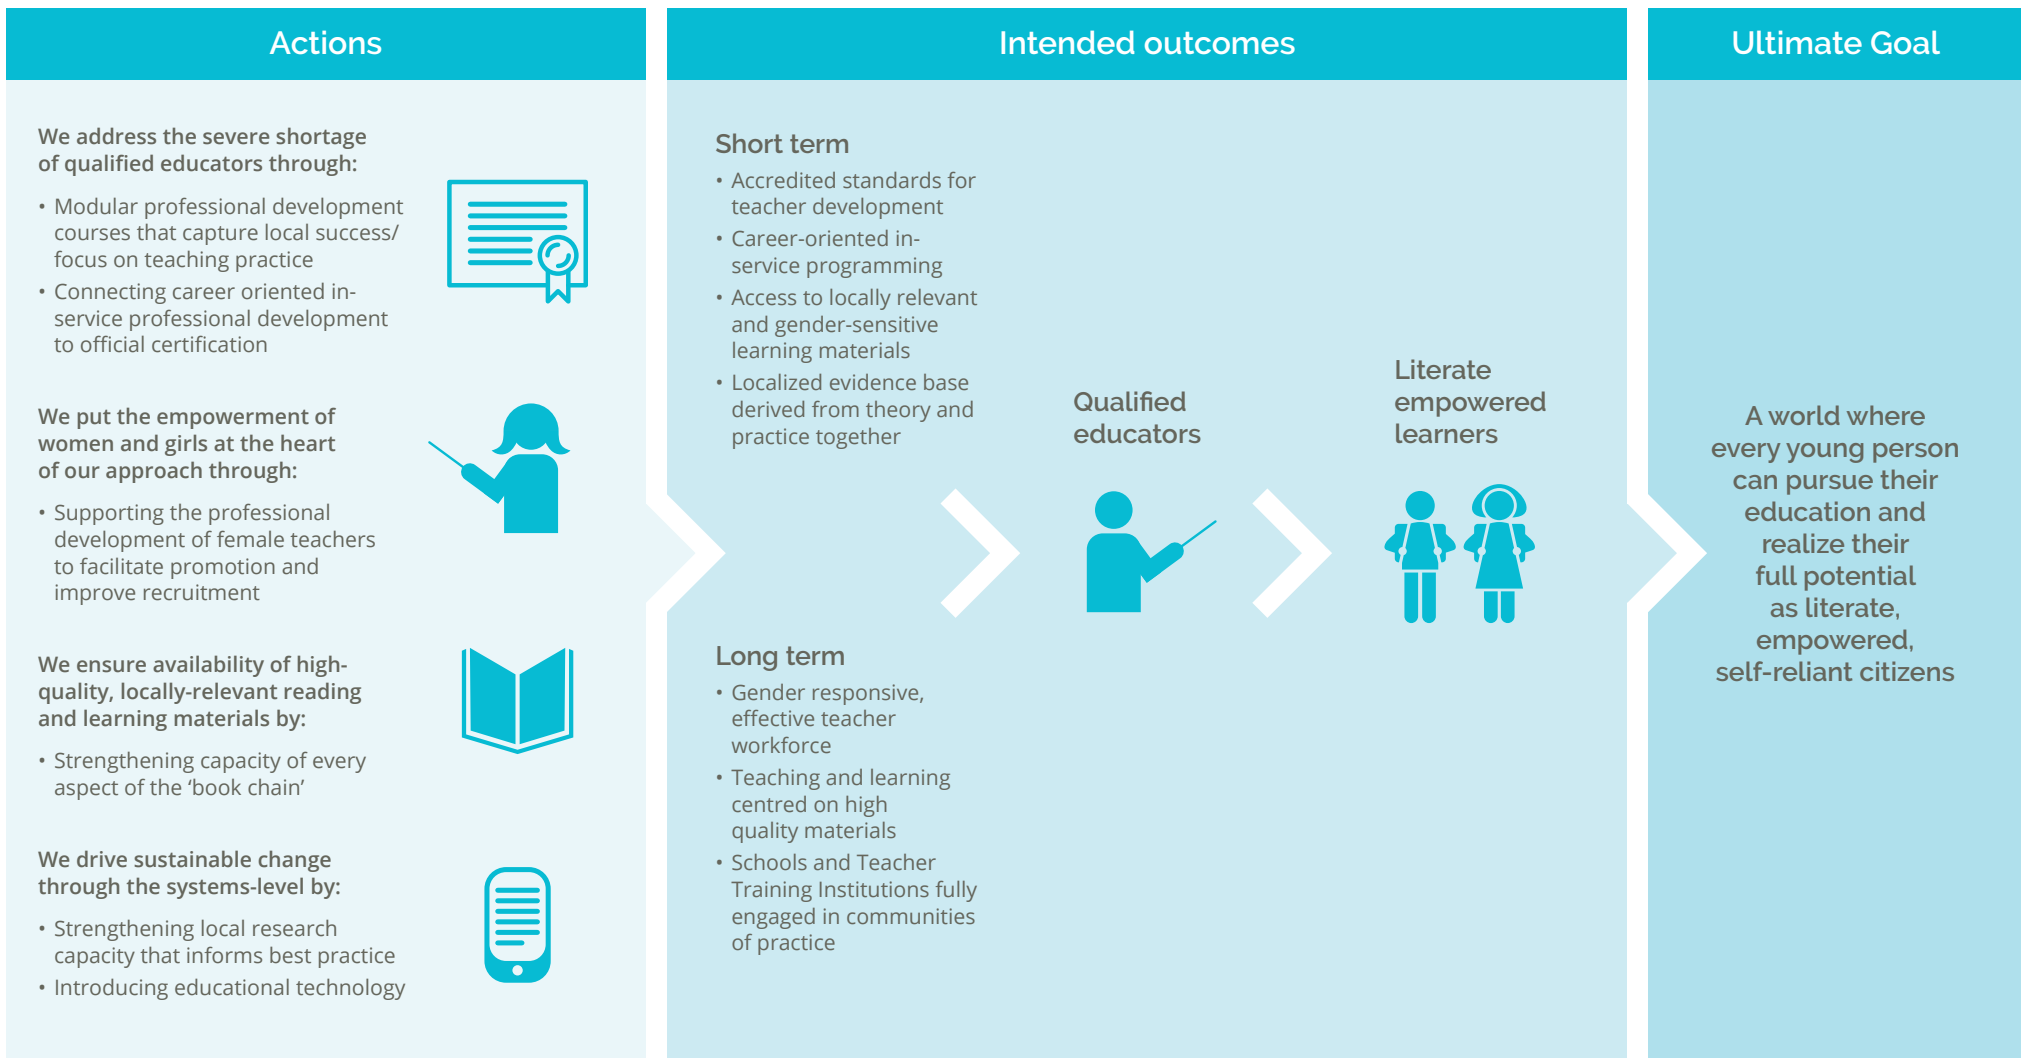 Actions
We address the severe shortage
of qualified educators through:
• Modular professional development
courses that capture local success/
focus on teaching practice
• Connecting career oriented in-
service professional development
to official certification
We put the empowerment of
women and girls at the heart
of our approach through:
• Supporting the professional
development of female teachers
to facilitate promotion and
improve recruitment
We ensure availability of high-
quality, locally-relevant reading
and learning materials by:
• Strengthening capacity of every
aspect of the ‘book chain’
We drive sustainable change
through the systems-level by:
• Strengthening local research
capacity that informs best practice
• Introducing educational technology
Intended outcomes
Short term
• Accredited standards for
teacher development
• Career-oriented in-
service programming
• Access to locally relevant
and gender-sensitive
learning materials
• Localized evidence base
derived from theory and
practice together
Long term
• Gender responsive,
effective teacher
workforce
• Teaching and learning
centred on high
quality materials
• Schools and Teacher
Training Institutions fully
engaged in communities
of practice
Qualified
educators
Literate
empowered
learners
Ultimate Goal
A world where
every young person
can pursue their
education and
realize their
full potential
as literate,
empowered,
self-reliant citizens